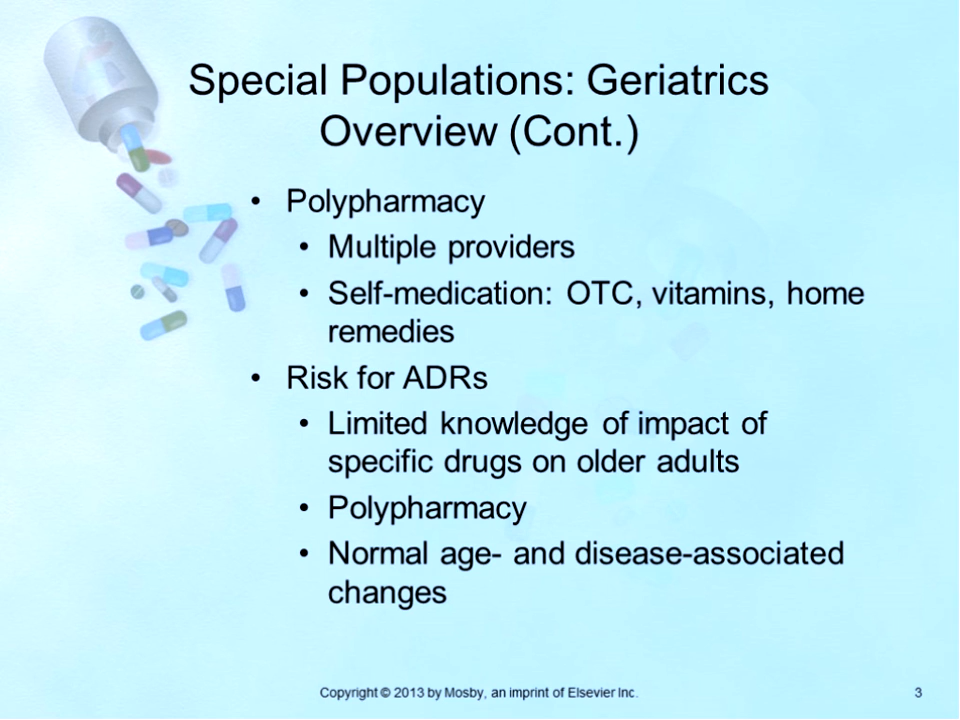 Special Populations: Geriatrics
Overview (Cont.)
• Polypharmacy
• Multiple providers
• Self-medication: OTC, vitamins, home
remedies
• Risk for ADRs
• Limited knowledge of impact of
specific drugs on older adults
• Polypharmacy
• Normal age- and disease-associated
changes
Copyright © 2013 by Mosby, an imprint of Elsevier Inc.
3